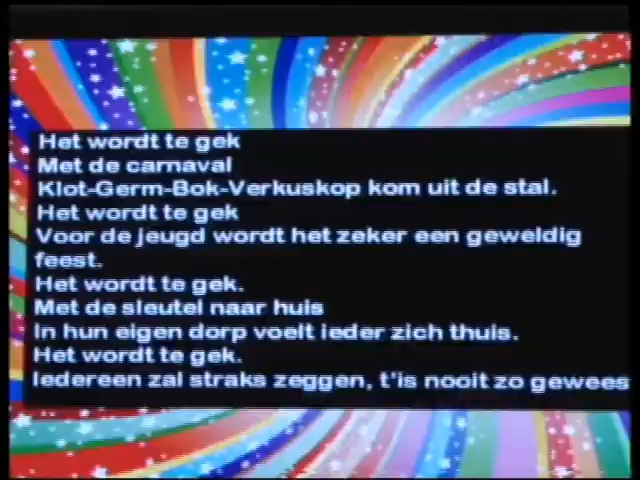 Het wordt te gek
Met de carnaval
Klot-Germ-Bok-Verkuskop kom uit de stal.
Het wordt te gek
Voor de jeugd wordt het zeker een geweldig
feest.
Het wordt te gek.
Met de sleutel naar huis
In hun eigen dorp voelt ieder zich thuis.
Het wordt te gek.
Iedereen zal straks zeggen, t'is nooit zo gewees